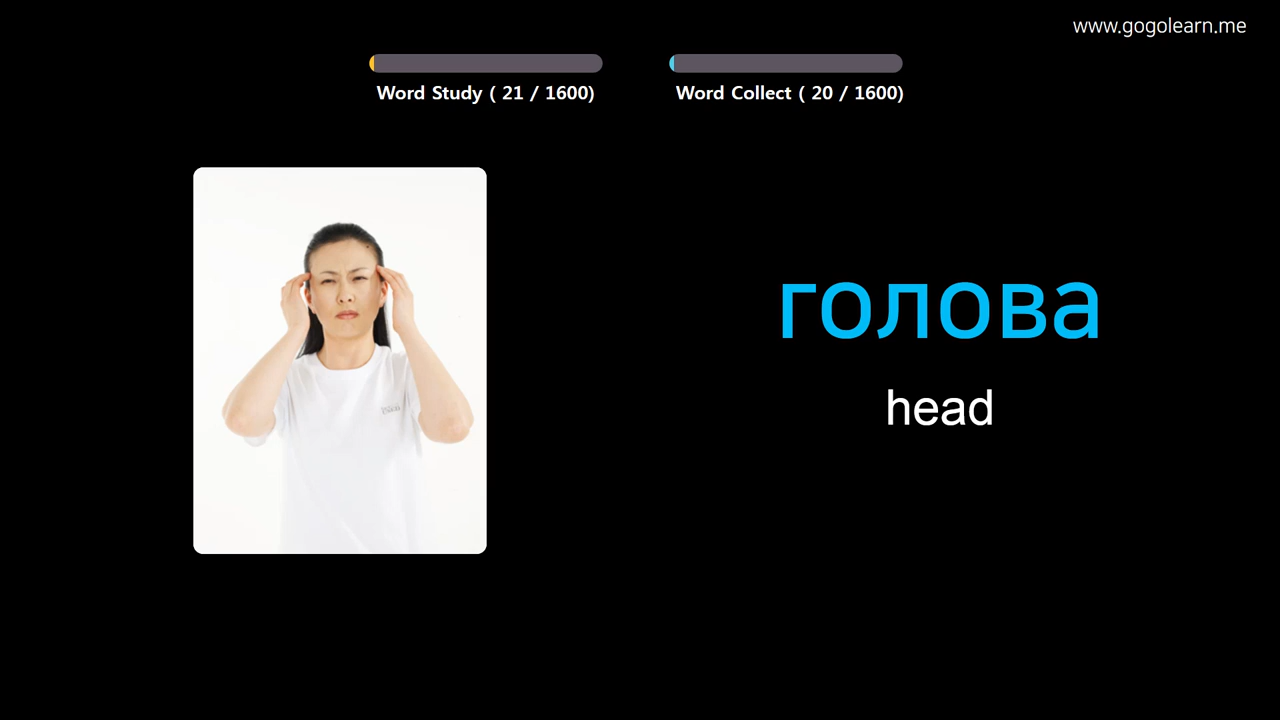 www.gogolearn.me
Word Study ( 21 / 1600)
Word Collect ( 20 / 1600)
голова
head